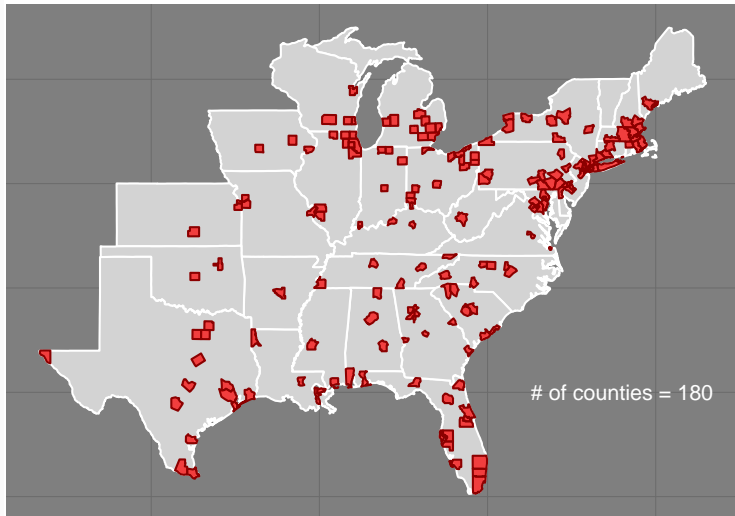 # of counties = 180